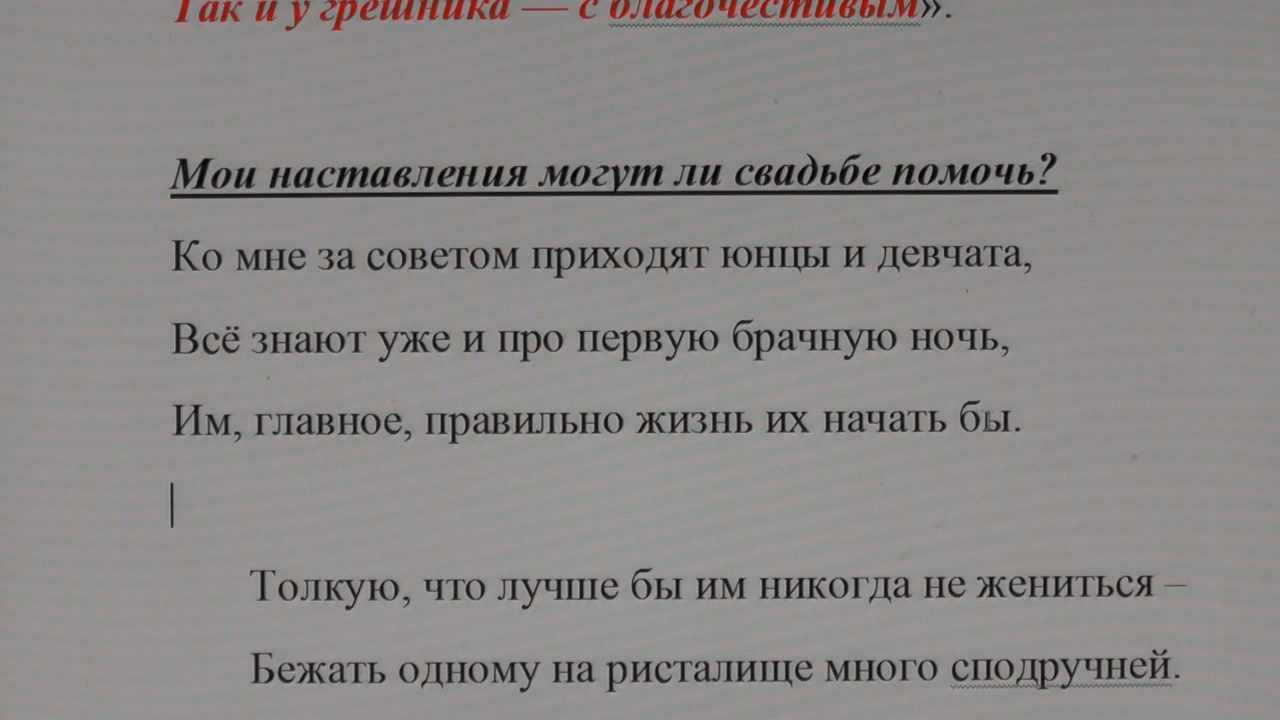 Так и у грешника — с благочестивым».
Мои наставления могут ли свадьбе помочь?
Ко мне за советом приходят юнцы и девчата,
Всё знают уже и про первую брачную ночь,
Им, главное, правильно жизнь их начать бы.
Толкую, что лучше бы им никогда не жениться –
Бежать одному на ристалище много сподручней.